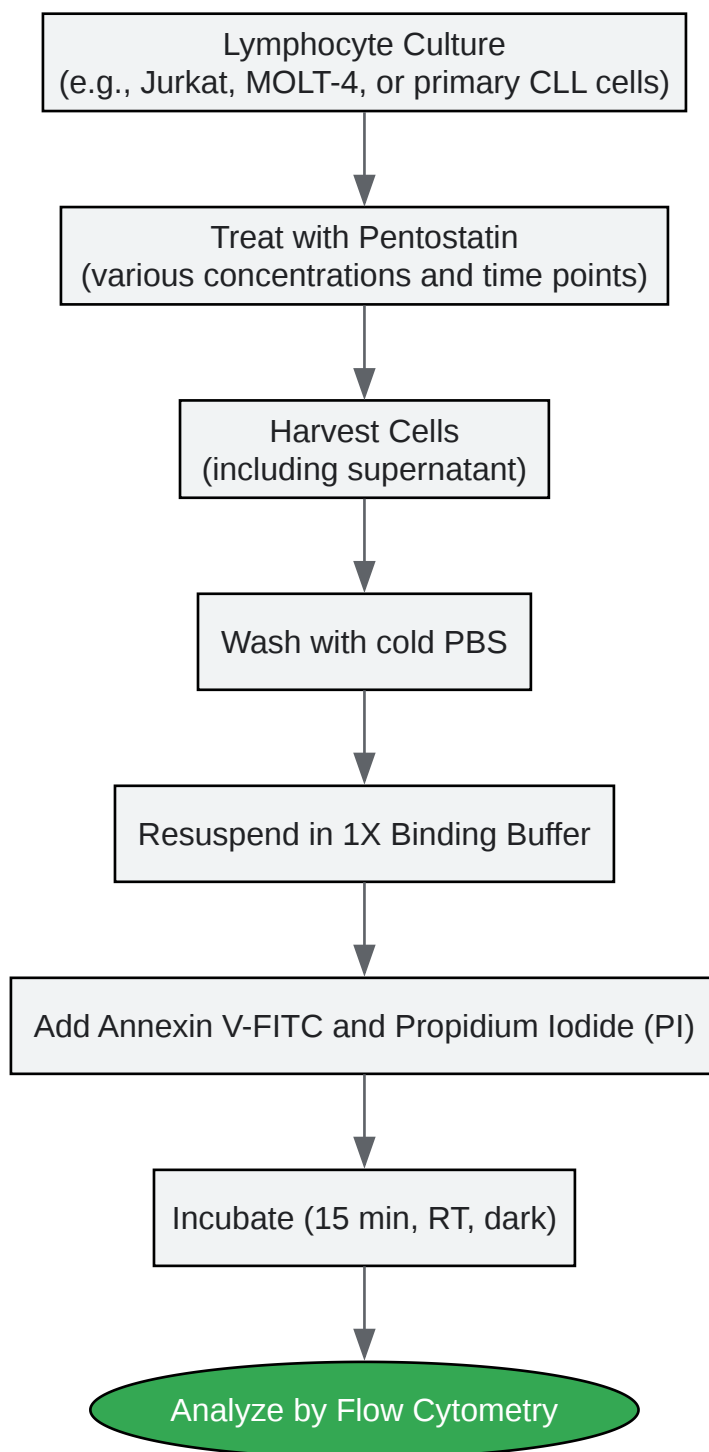 Lymphocyte Culture
(e.g., Jurkat, MOLT-4, or primary CLL cells)
Treat with Pentostatin
(various concentrations and time points)
Harvest Cells
(including supernatant)
Wash with cold PBS
Resuspend in 1X Binding Buffer
Add Annexin V-FITC and Propidium Iodide (PI)
Incubate (15 min, RT, dark)
Analyze by Flow Cytometry